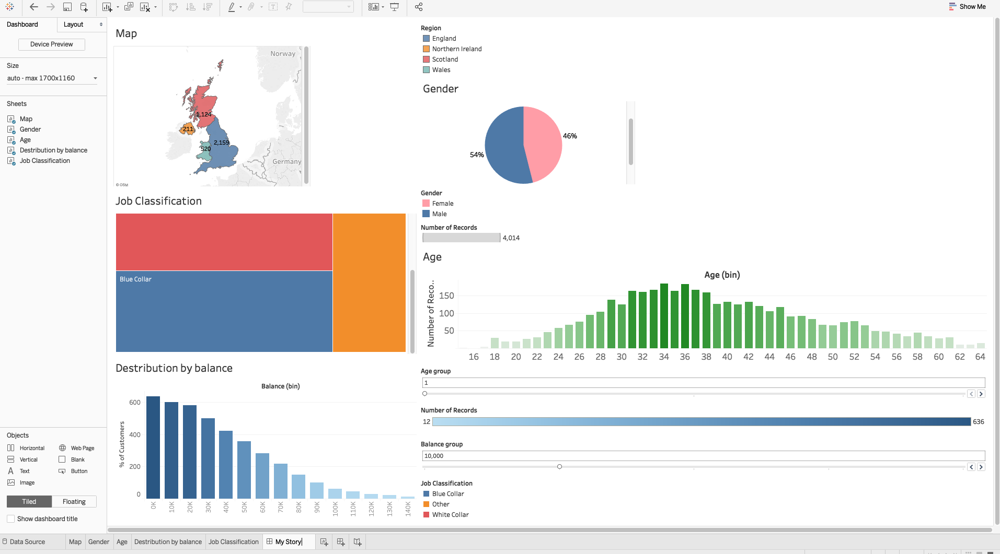 Show Me
Dashboard
Layout
Device Preview
Size
auto - max 1700x1160
Sheets
Map
Gender
Age
Destribution by balance
Job Classification
Objects
Horizontal
Web Page
Vertical
Blank
Text
Button
Image
Tiled
Floating
Show dashboard title
Map
Norway
1,124
211
2,159
520
Germany
© OSM
Region
England
Northern Ireland
Scotland
Wales
Gender
46%
54%
Gender
Female
Male
Number of Records
4,014
Job Classification
Blue Collar
Age
Age (bin)
Number of Reco..
150
100
50
16 18 20 22 24 26 28 30 32 34 36 38 40 42 44 46 48 50 52 54 56 58 60 62 64
Destribution by balance
Balance (bin)
% of Customers
600
400
200
0
0K 10K 20K 30K 40K 50K 60K 70K 80K 90K 100K 110K 120K 130K 140K
Age group
1
Number of Records
12
636
Balance group
10,000
Job Classification
Blue Collar
Other
White Collar
Data Source
Map
Gender
Age
Destribution by balance
Job Classification
My Story